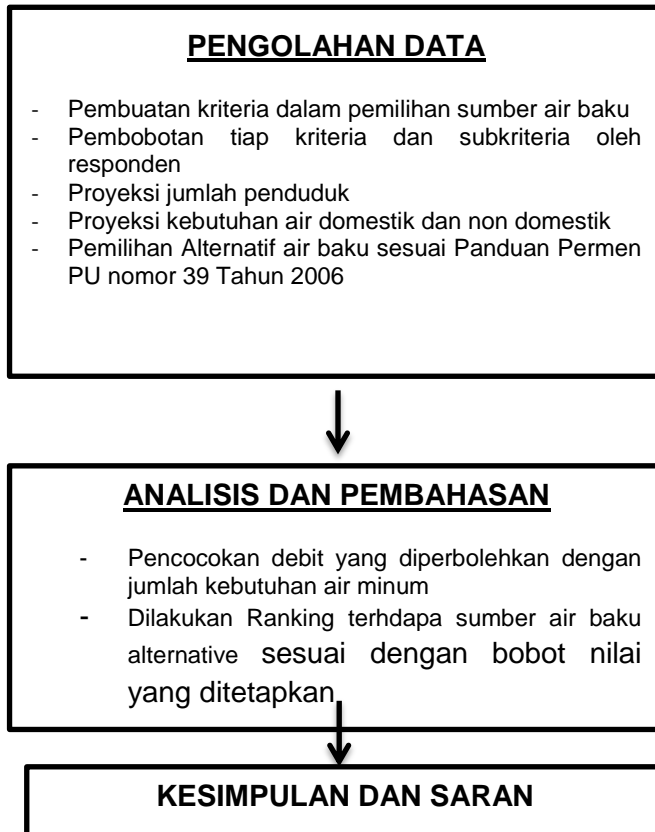 PENGOLAHAN DATA
- Pembuatan kriteria dalam pemilihan sumber air baku
- Pembobotan tiap kriteria dan subkriteria oleh
responden
- Proyeksi jumlah penduduk
- Proyeksi kebutuhan air domestik dan non domestik
- Pemilihan Alternatif air baku sesuai Panduan Permen
PU nomor 39 Tahun 2006
ANALISIS DAN PEMBAHASAN
- Pencocokan debit yang diperbolehkan dengan
jumlah kebutuhan air minum
- Dilakukan Ranking terhdapa sumber air baku
alternative sesuai dengan bobot nilai
yang ditetapkan
KESIMPULAN DAN SARAN